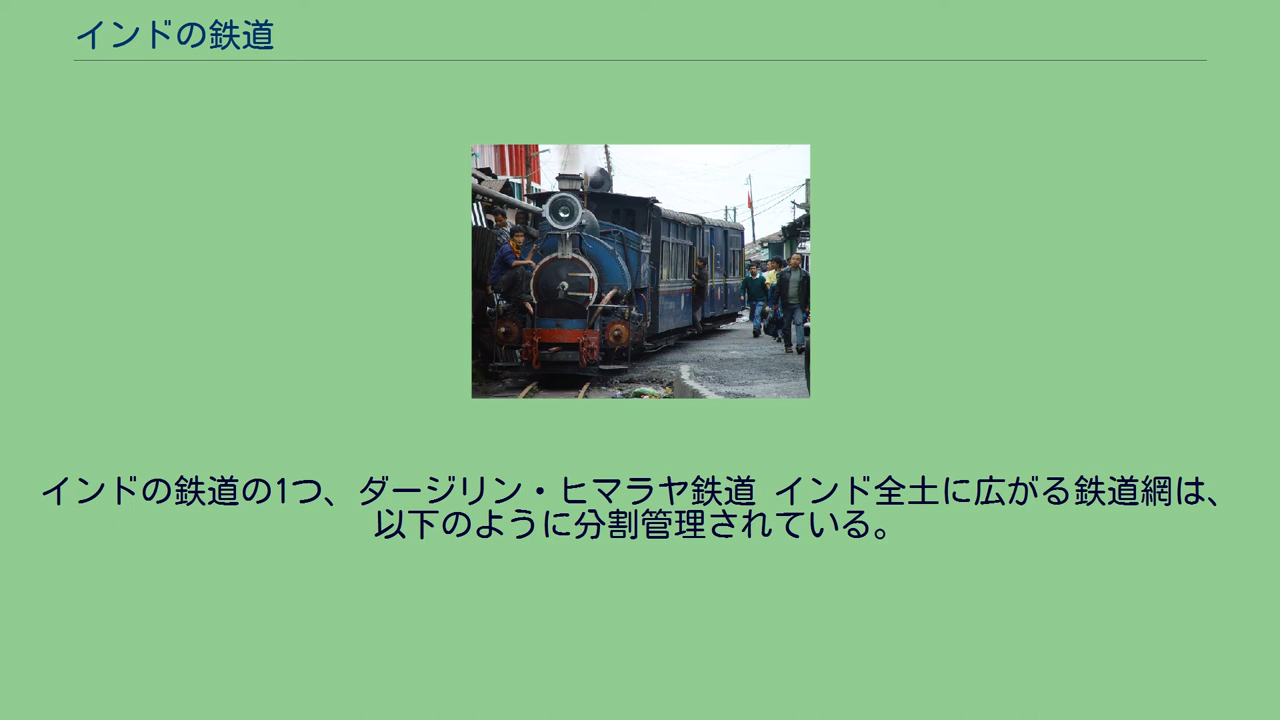 インドの鉄道
インドの鉄道の1つ、ダージリン・ヒマラヤ鉄道 インド全土に広がる鉄道網は、
以下のように分割管理されている。